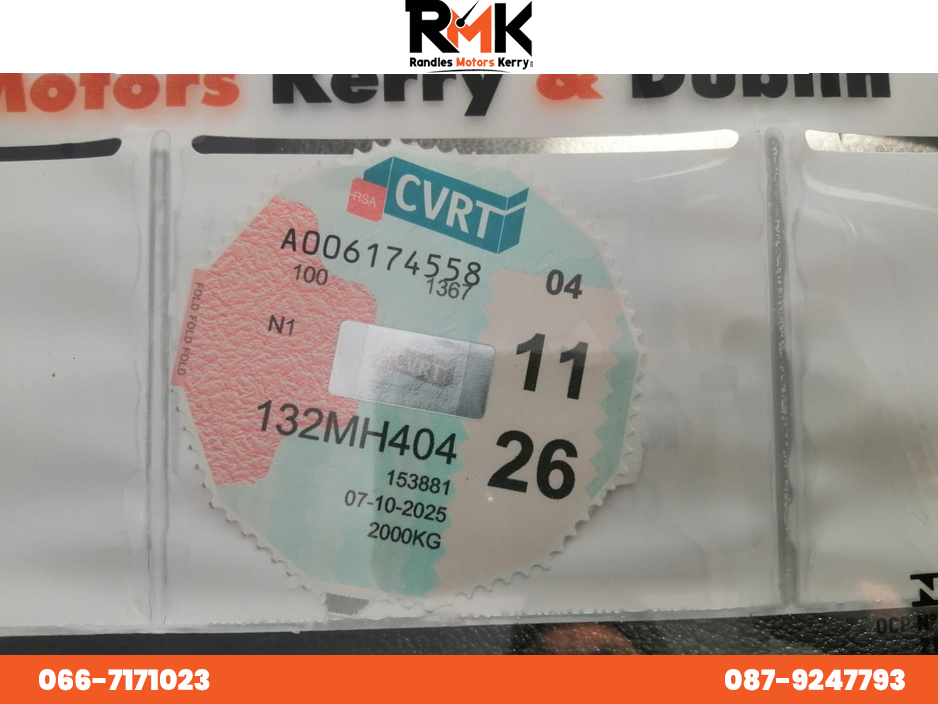 RMK
Randles Motors Kerry
Motors Kerry & Dublin
RSA
CVRT
A006174558
100
1367
04
FOLD FOLD FOLD
N1
11
CVRT
132MH404
26
153881
07-10-2025
2000KG
066-7171023
087-9247793